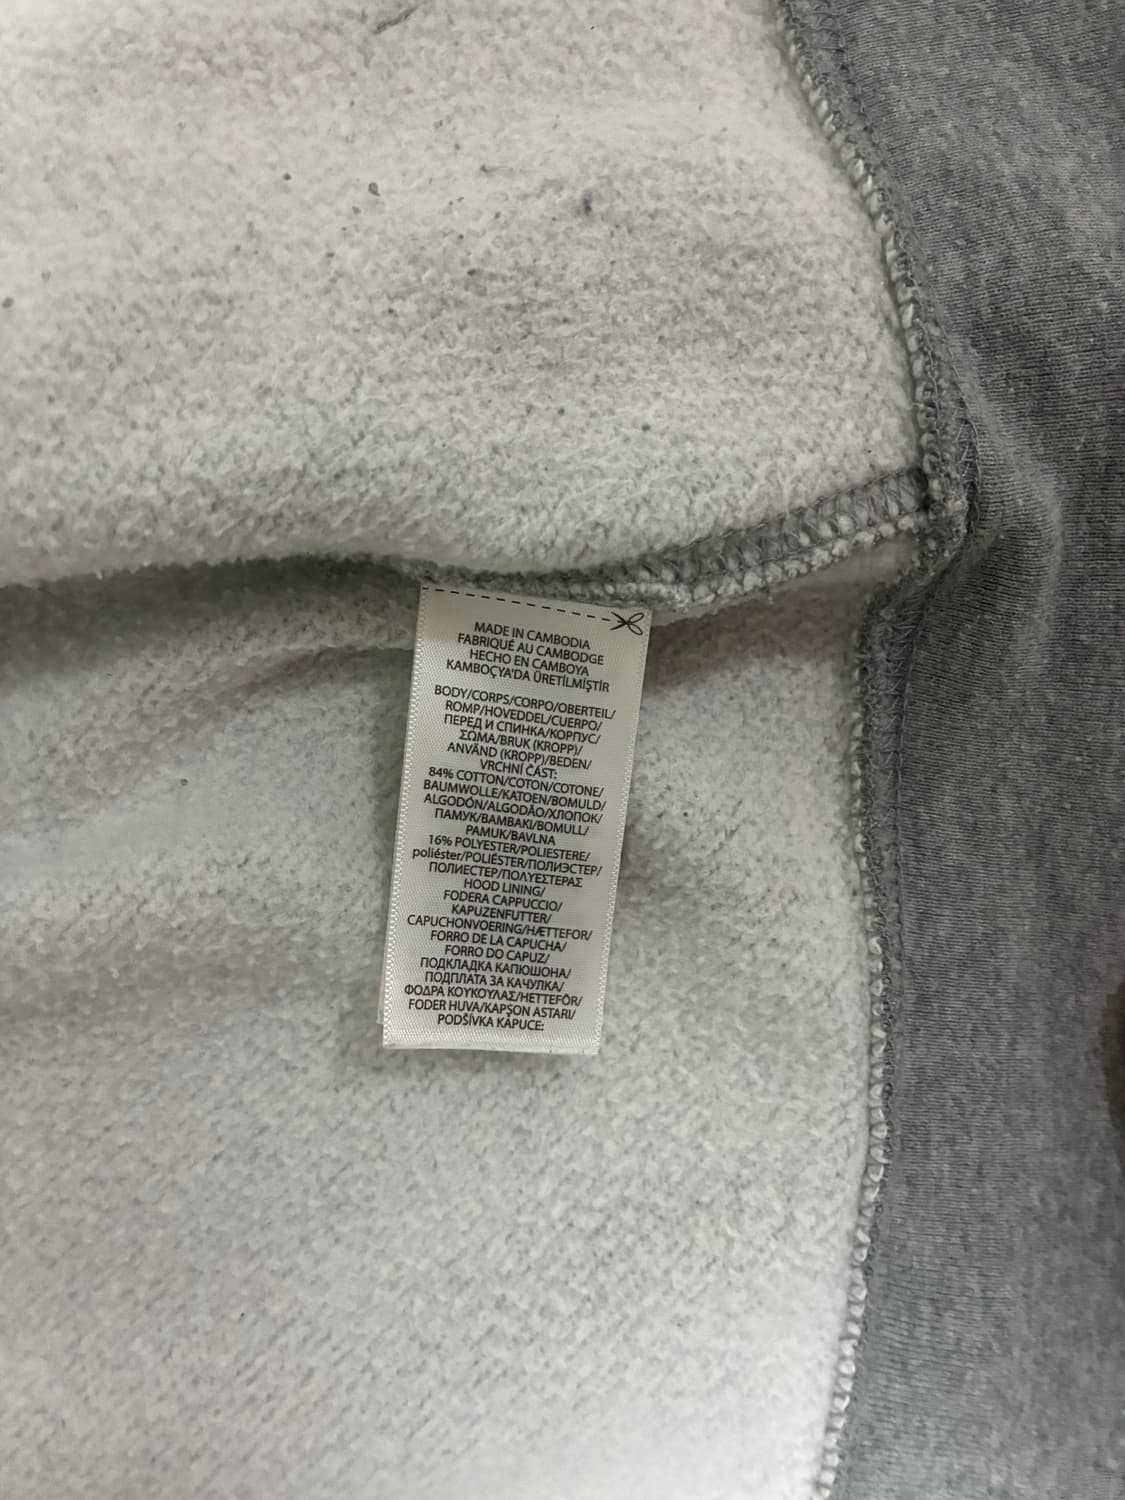 MADE IN CAMBODIA
FABRIQUÉ AU CAMBODGE
HECHO EN CAMBOYA
KAMBOÇYA'DA ÜRETİLMİŞTİR
BODY/CORPS/CORPO/OBERTEIL/
ROMP/HOVEDDEL/CUERPO/
ПЕРЕД И СПИНКА/КОРПУС/
ΣΩΜΑ/BRUK (KROPP)/
ANVÄND (KROPP)/BEDEN/
VRCHNÍ ČÁST:
84% COTTON/COTON/COTONE/
BAUMWOLLE/KATOEN/BOMULD/
ALGODÓN/ALGODÃO/ХЛОПОК/
ПАМУК/ΒΑΜΒΑΚΙ/BOMULL/
PAMUK/BAVLNA
16% POLYESTER/POLIESTERE/
poliéster/POLIÉSTER/ПОЛИЭСТЕР/
ПОЛИЕСТЕР/ΠΟΛΥΕΣΤΕΡΑΣ
HOOD LINING/
FODERA CAPPUCCIO/
KAPUZENFUTTER/
CAPUCHONVOERING/HÆTTEFOR/
FORRO DE LA CAPUCHA/
FORRO DO CAPUZ/
ПОДКЛАДКА КАПЮШОНА/
ПОДПЛАТА ЗА КАЧУЛКА/
ΦΟΔΡΑ ΚΟΥΚΟΥΛΑΣ/HETTEFÔR/
FODER HUVA/KAPŞON ASTARI/
PODŠÍVKA KAPUCE: